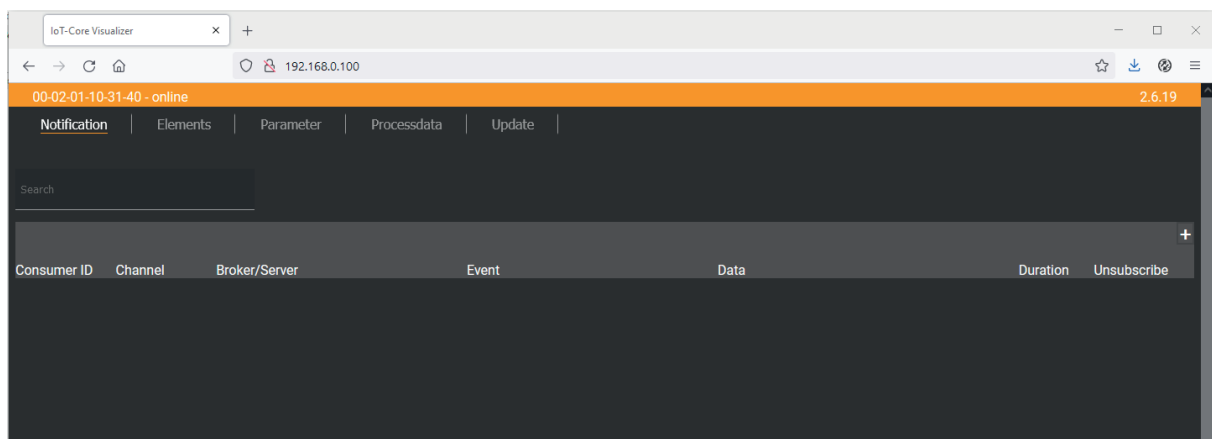 IoT-Core Visualizer
192.168.0.100
00-02-01-10-31-40 - online 2.6.19
Notification Elements Parameter Processdata Update
Search
Consumer ID Channel Broker/Server Event Data Duration Unsubscribe